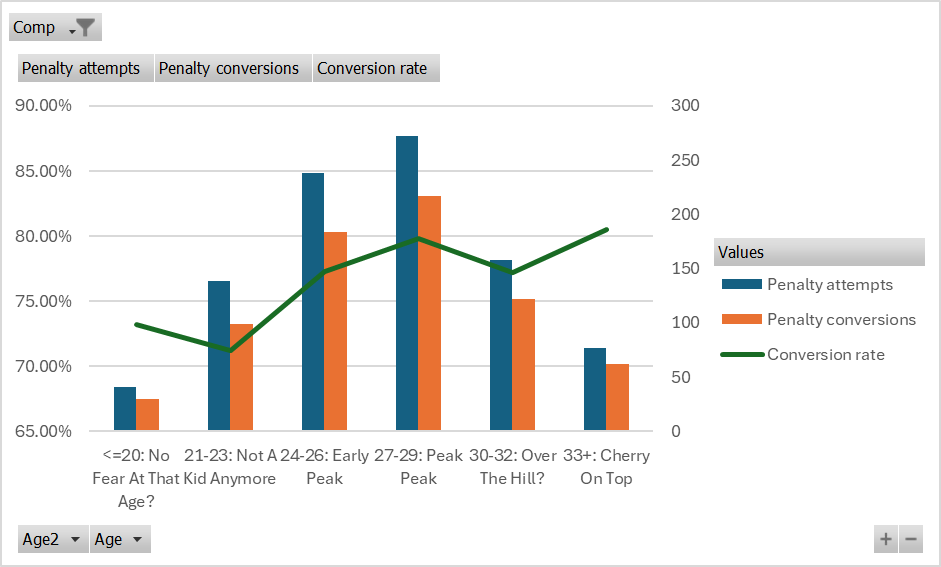 Comp
Penalty attempts Penalty conversions Conversion rate
90.00% 300
85.00% 250
80.00% 200
75.00% 150
70.00% 100
65.00% 50
0
Values
Penalty attempts
Penalty conversions
Conversion rate
<=20: No Fear At That Age?
21-23: Not A Kid Anymore
24-26: Early Peak
27-29: Peak Peak
30-32: Over The Hill?
33+: Cherry On Top
Age2 Age + −